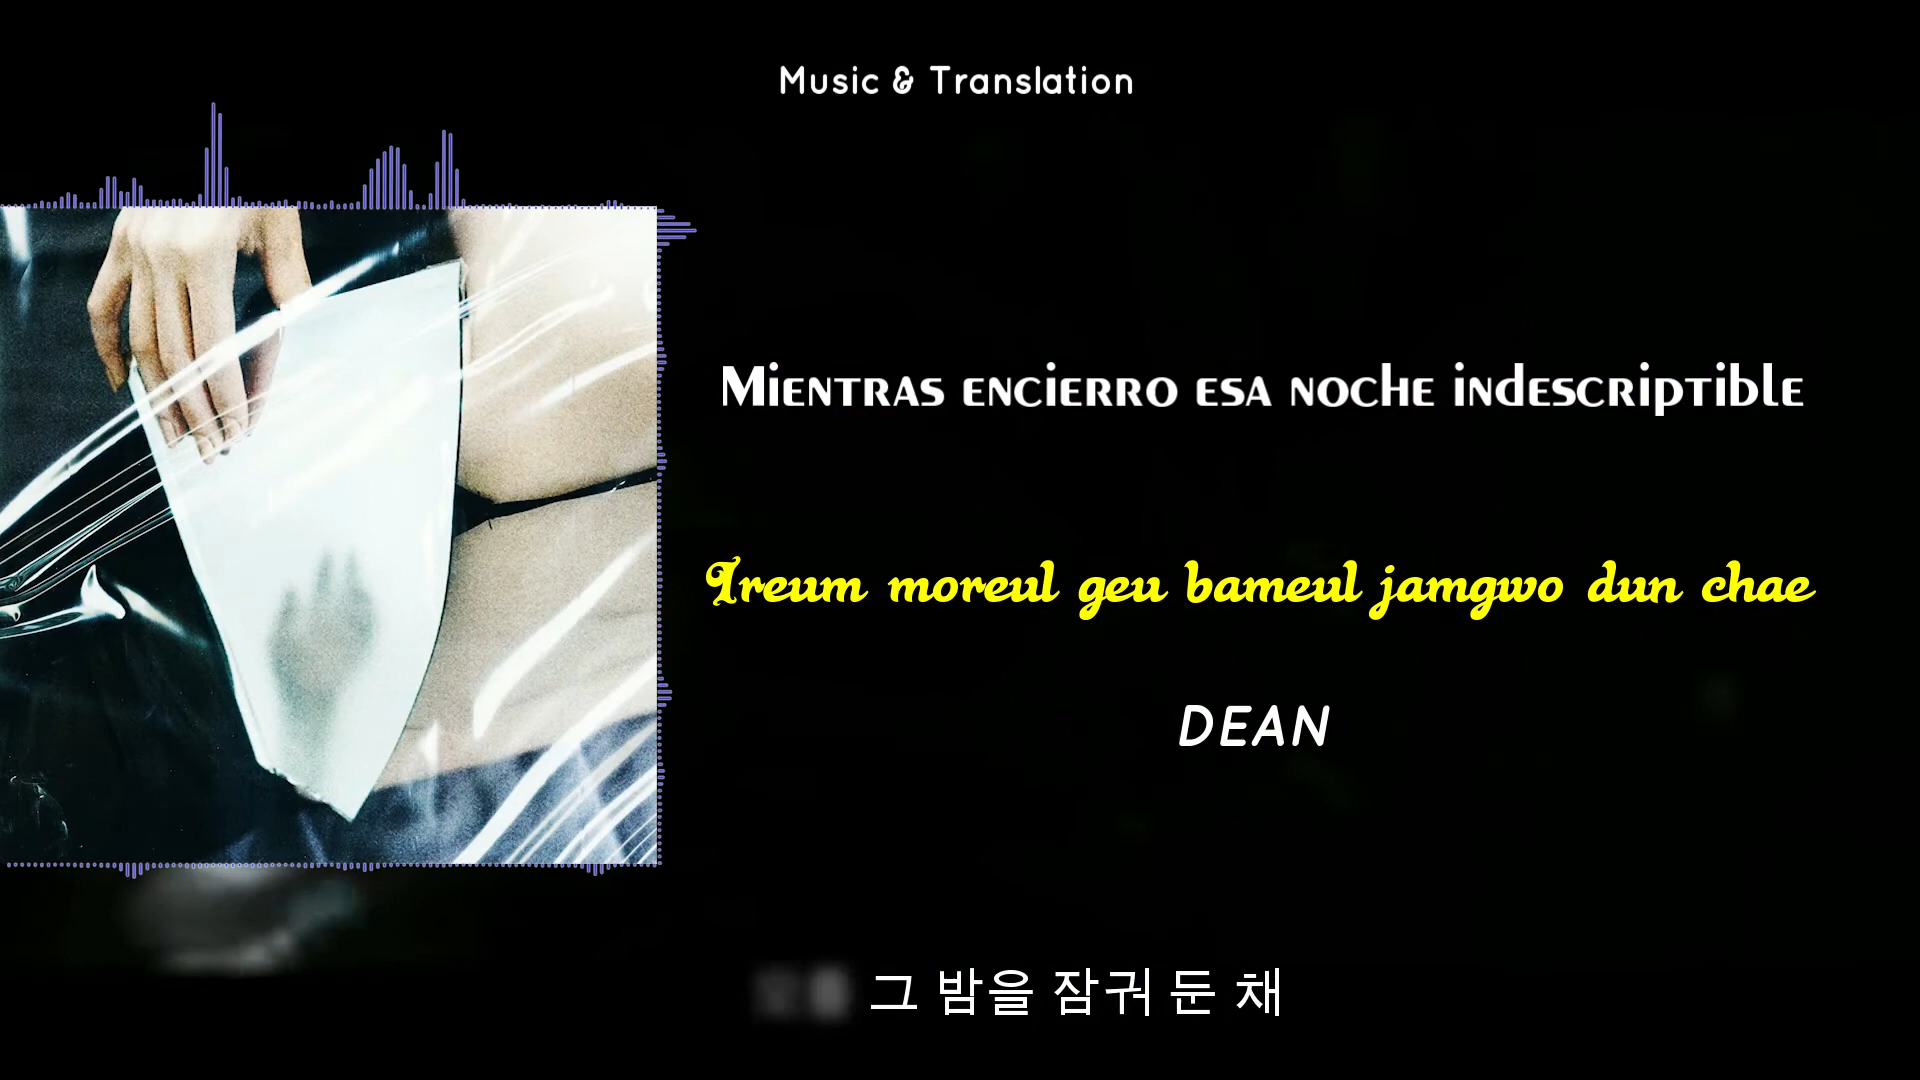 Music & Translation
Mientras encierro esa noche indescriptible
Ireum moreul geu bameul jamgwo dun chae
DEAN
그 밤을 잠궈 둔 채